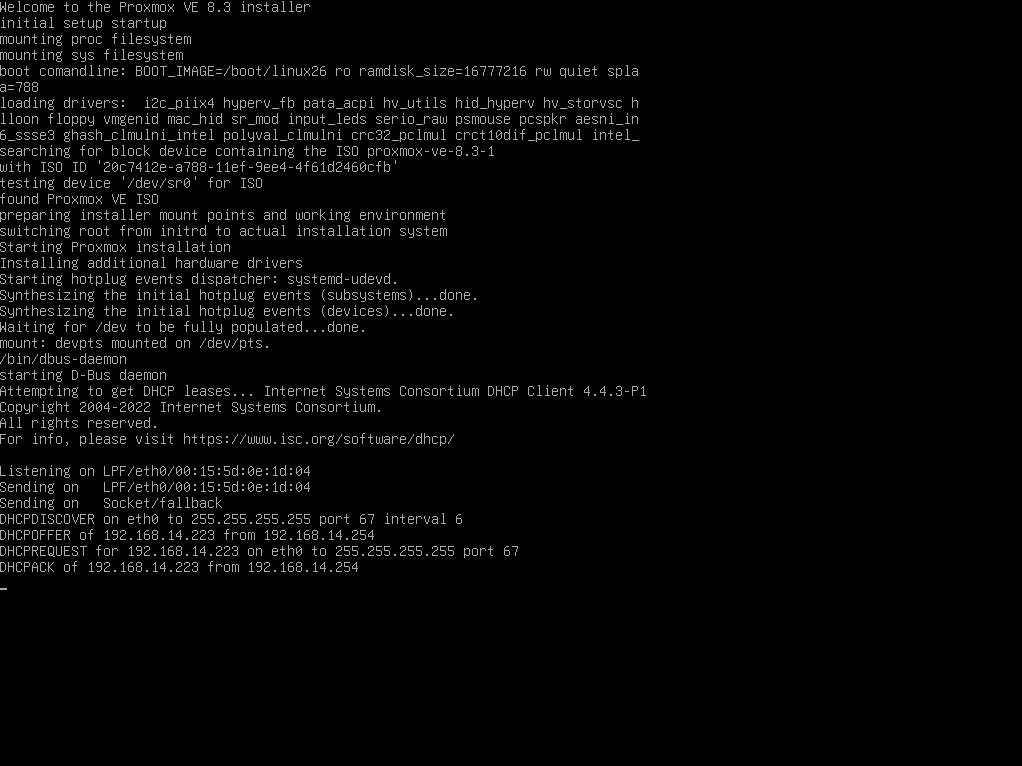 Welcome to the Proxmox VE 8.3 installer
initial setup startup
mounting proc filesystem
mounting sys filesystem
boot comandline: BOOT_IMAGE=/boot/linux26 ro ramdisk_size=16777216 rw quiet spla
a=788
loading drivers:  i2c_piix4 hyperv_fb pata_acpi hv_utils hid_hyperv hv_storvsc h
lloon floppy vmgenid mac_hid sr_mod input_leds serio_raw psmouse pcspkr aesni_in
6_ssse3 ghash_clmulni_intel polyval_clmulni crc32_pclmul crct10dif_pclmul intel_
searching for block device containing the ISO proxmox-ve-8.3-1
with ISO ID '20c7412e-a788-11ef-9ee4-4f61d2460cfb'
testing device '/dev/sr0' for ISO
found Proxmox VE ISO
preparing installer mount points and working environment
switching root from initrd to actual installation system
Starting Proxmox installation
Installing additional hardware drivers
Starting hotplug events dispatcher: systemd-udevd.
Synthesizing the initial hotplug events (subsystems)...done.
Synthesizing the initial hotplug events (devices)...done.
Waiting for /dev to be fully populated...done.
mount: devpts mounted on /dev/pts.
/bin/dbus-daemon
starting D-Bus daemon
Attempting to get DHCP leases... Internet Systems Consortium DHCP Client 4.4.3-P1
Copyright 2004-2022 Internet Systems Consortium.
All rights reserved.
For info, please visit https://www.isc.org/software/dhcp/

Listening on LPF/eth0/00:15:5d:0e:1d:04
Sending on   LPF/eth0/00:15:5d:0e:1d:04
Sending on   Socket/fallback
DHCPDISCOVER on eth0 to 255.255.255.255 port 67 interval 6
DHCPOFFER of 192.168.14.223 from 192.168.14.254
DHCPREQUEST for 192.168.14.223 on eth0 to 255.255.255.255 port 67
DHCPACK of 192.168.14.223 from 192.168.14.254